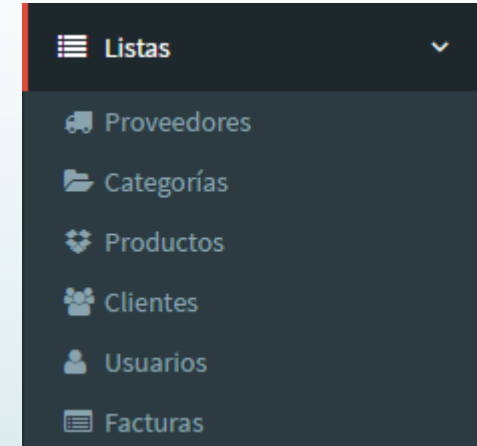 Listas
Proveedores
Categorías
Productos
Clientes
Usuarios
Facturas